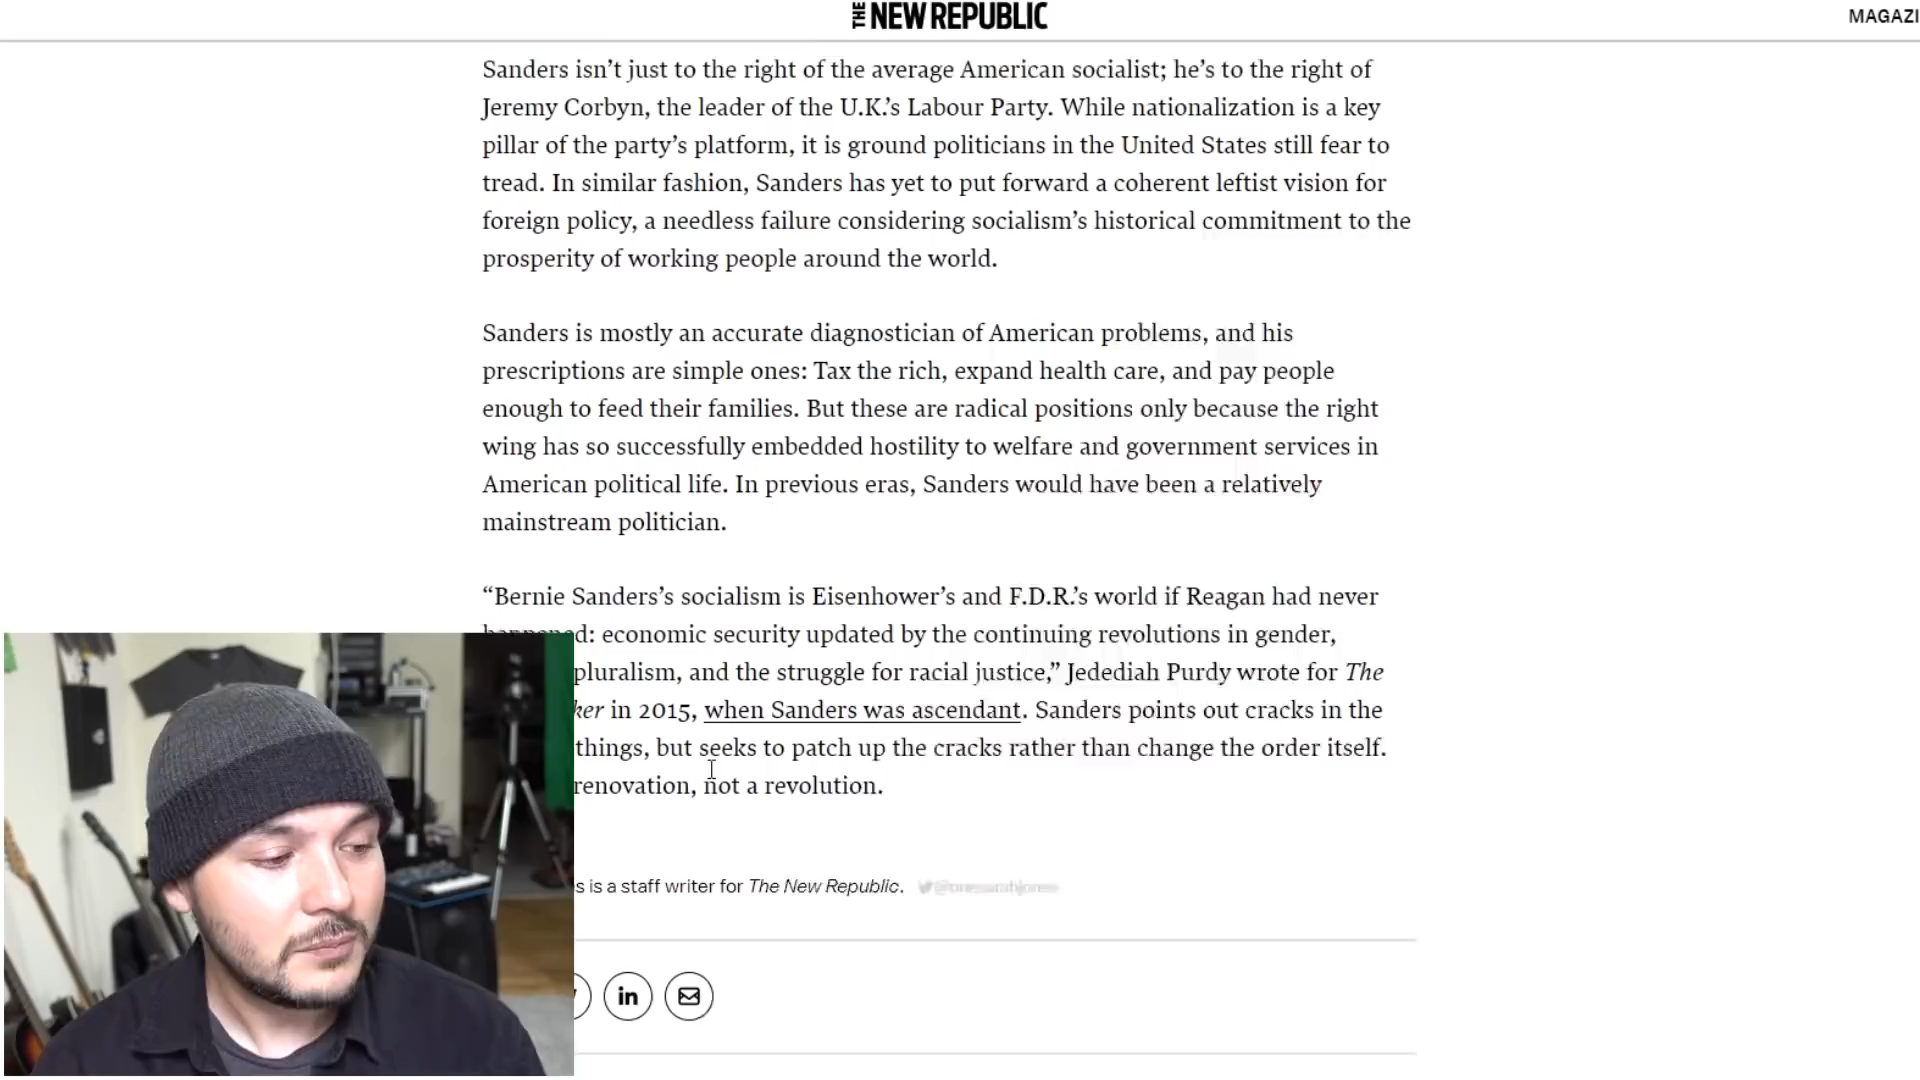 THE NEW REPUBLIC
MAGAZI
Sanders isn’t just to the right of the average American socialist; he’s to the right of
Jeremy Corbyn, the leader of the U.K.’s Labour Party. While nationalization is a key
pillar of the party’s platform, it is ground politicians in the United States still fear to
tread. In similar fashion, Sanders has yet to put forward a coherent leftist vision for
foreign policy, a needless failure considering socialism’s historical commitment to the
prosperity of working people around the world.
Sanders is mostly an accurate diagnostician of American problems, and his
prescriptions are simple ones: Tax the rich, expand health care, and pay people
enough to feed their families. But these are radical positions only because the right
wing has so successfully embedded hostility to welfare and government services in
American political life. In previous eras, Sanders would have been a relatively
mainstream politician.
“Bernie Sanders’s socialism is Eisenhower’s and F.D.R.’s world if Reagan had never
d: economic security updated by the continuing revolutions in gender,
pluralism, and the struggle for racial justice,” Jedediah Purdy wrote for The
ker in 2015, when Sanders was ascendant. Sanders points out cracks in the
things, but seeks to patch up the cracks rather than change the order itself.
renovation, not a revolution.
s is a staff writer for The New Republic. @onesarahjones
in